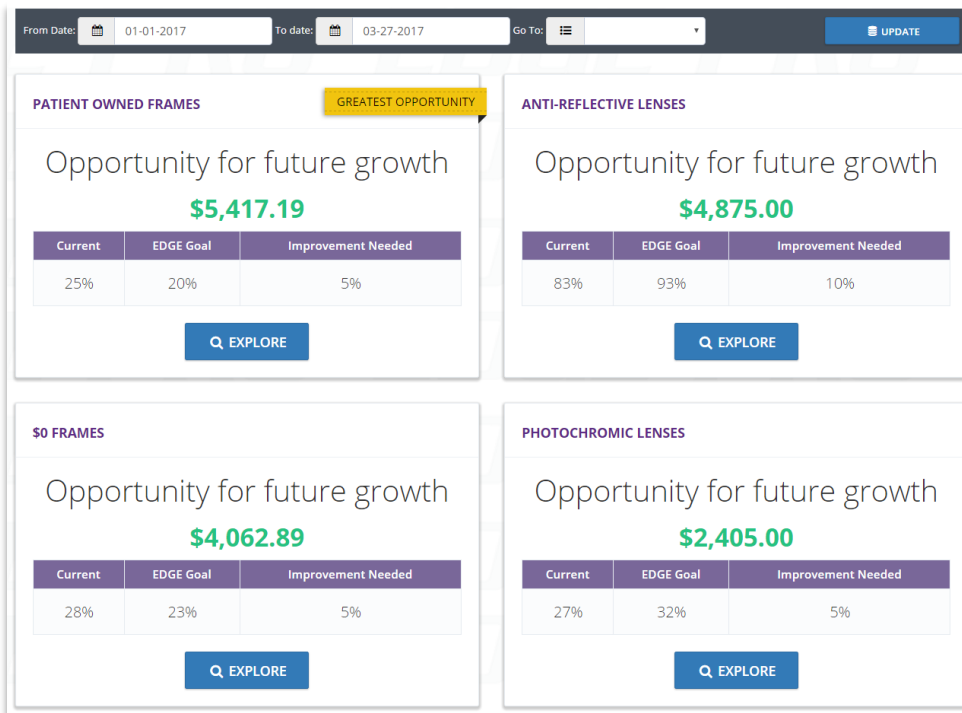 From Date: 01-01-2017 To date: 03-27-2017 Go To: UPDATE
PATIENT OWNED FRAMES
GREATEST OPPORTUNITY
Opportunity for future growth
$5,417.19
Current EDGE Goal Improvement Needed
25% 20% 5%
EXPLORE
ANTI-REFLECTIVE LENSES
Opportunity for future growth
$4,875.00
Current EDGE Goal Improvement Needed
83% 93% 10%
EXPLORE
$0 FRAMES
Opportunity for future growth
$4,062.89
Current EDGE Goal Improvement Needed
28% 23% 5%
EXPLORE
PHOTOCHROMIC LENSES
Opportunity for future growth
$2,405.00
Current EDGE Goal Improvement Needed
27% 32% 5%
EXPLORE